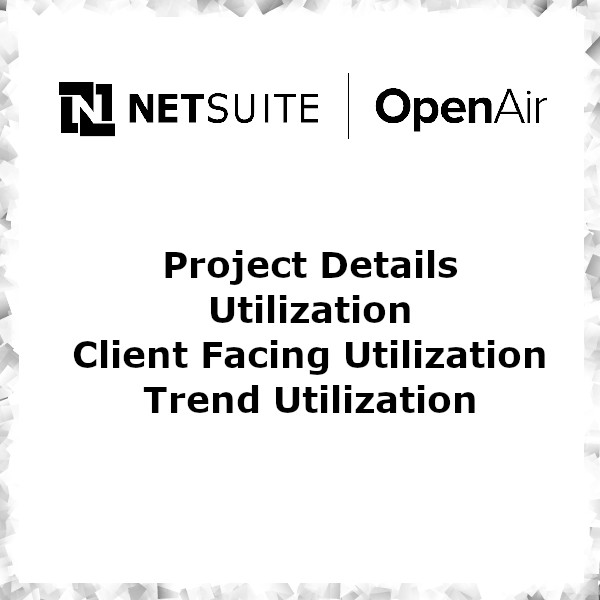 NETSUITE OpenAir
Project Details
Utilization
Client Facing Utilization
Trend Utilization